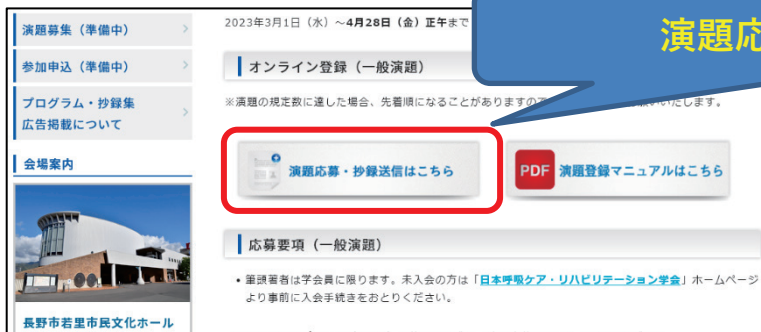 演題募集（準備中）
参加申込（準備中）
プログラム・抄録集
広告掲載について
会場案内
長野市若里市民文化ホール
2023年3月1日（水）～4月28日（金）正午まで
演題応
オンライン登録（一般演題）
※演題の規定数に達した場合、先着順になることがありますので
いたします。
演題応募・抄録送信はこちら
PDF 演題登録マニュアルはこちら
応募要項（一般演題）
・筆頭著者は学会員に限ります。未入会の方は「日本呼吸ケア・リハビリテーション学会」ホームページ
より事前に入会手続きをおとりください。